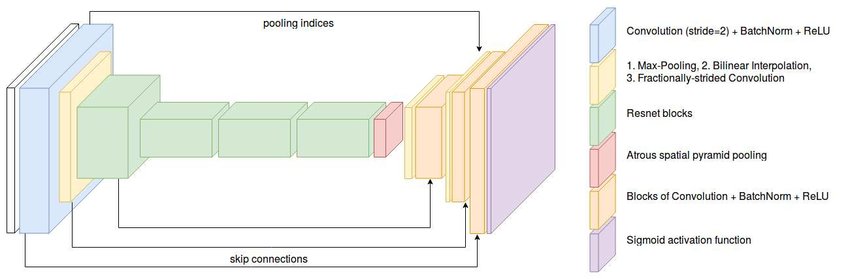 pooling indices
skip connections
Convolution (stride=2) + BatchNorm + ReLU
1. Max-Pooling, 2. Bilinear Interpolation,
3. Fractionally-strided Convolution
Resnet blocks
Atrous spatial pyramid pooling
Blocks of Convolution + BatchNorm + ReLU
Sigmoid activation function